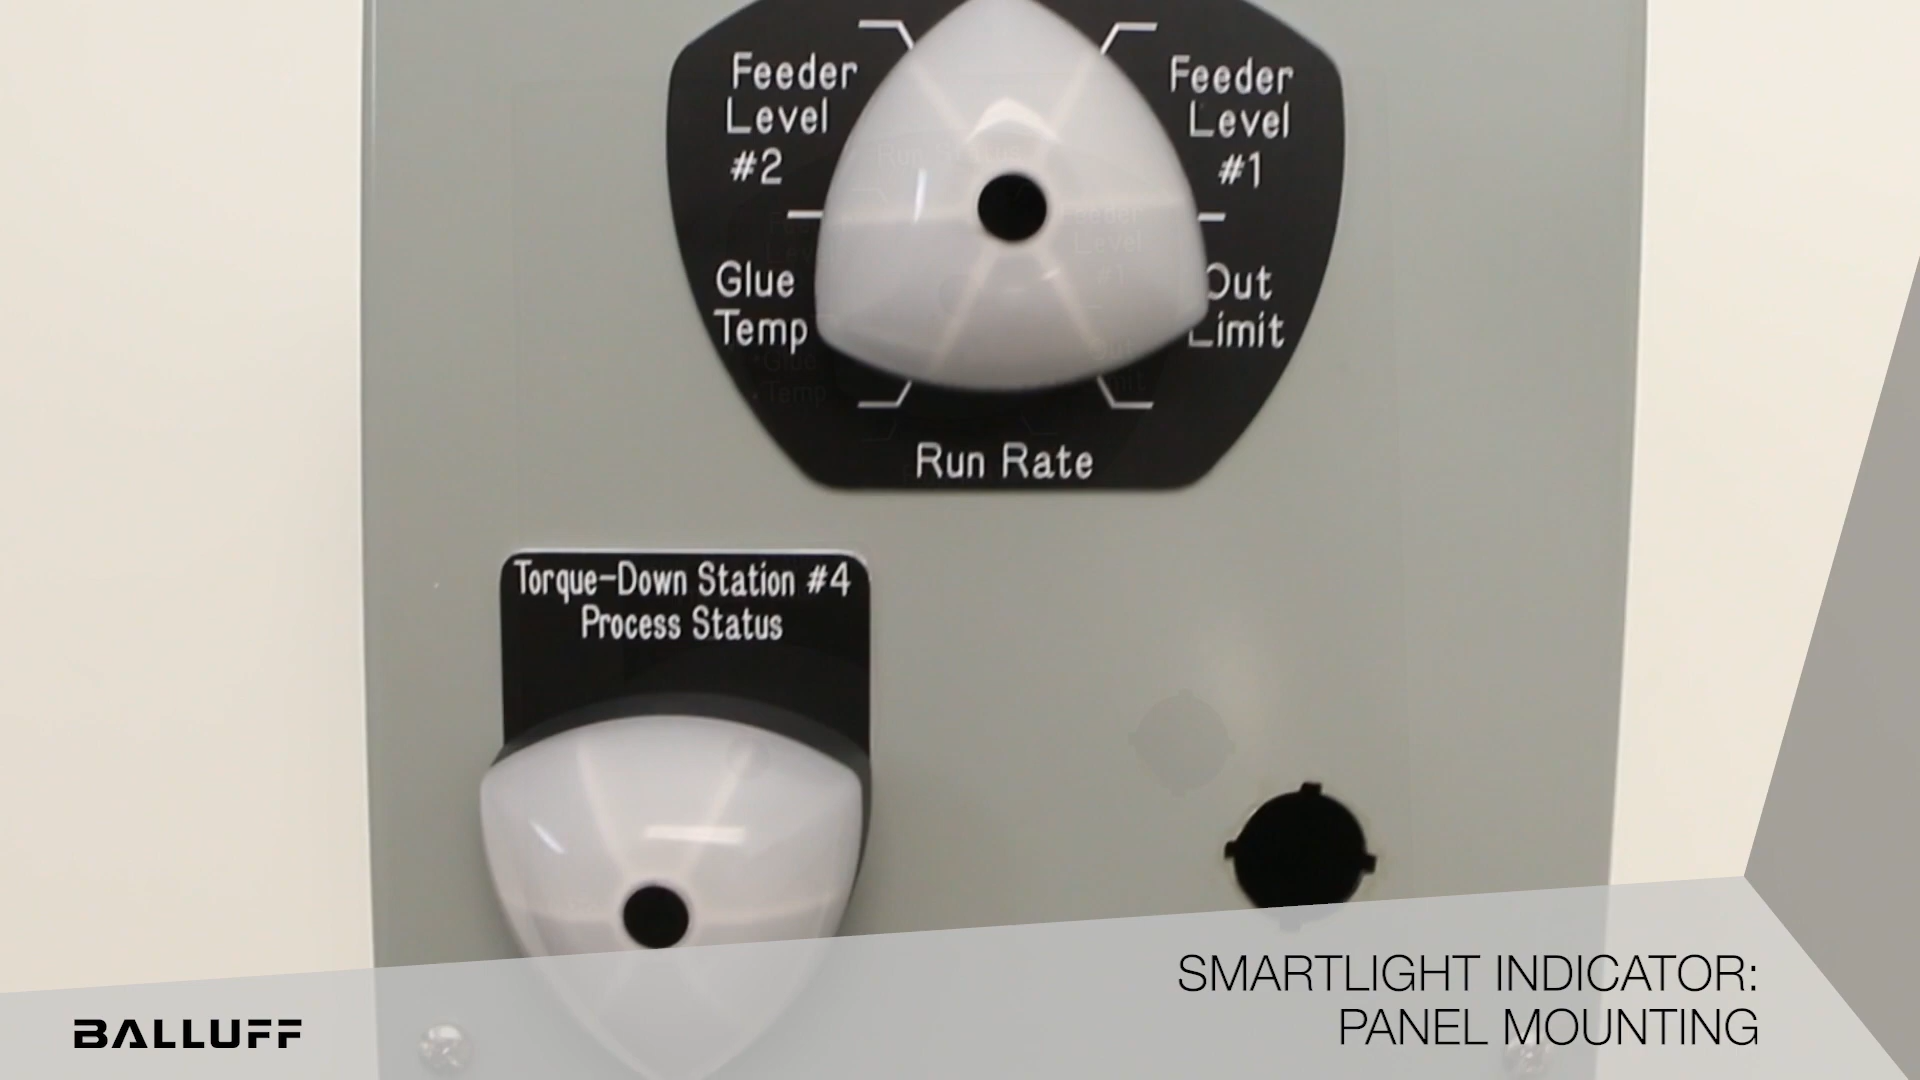 Feeder
Level
#2
Feeder
Level
#1
Glue
Temp
Out
Limit
Run Rate
Torque-Down Station #4
Process Status
BALLUFF
SMARTLIGHT INDICATOR:
PANEL MOUNTING